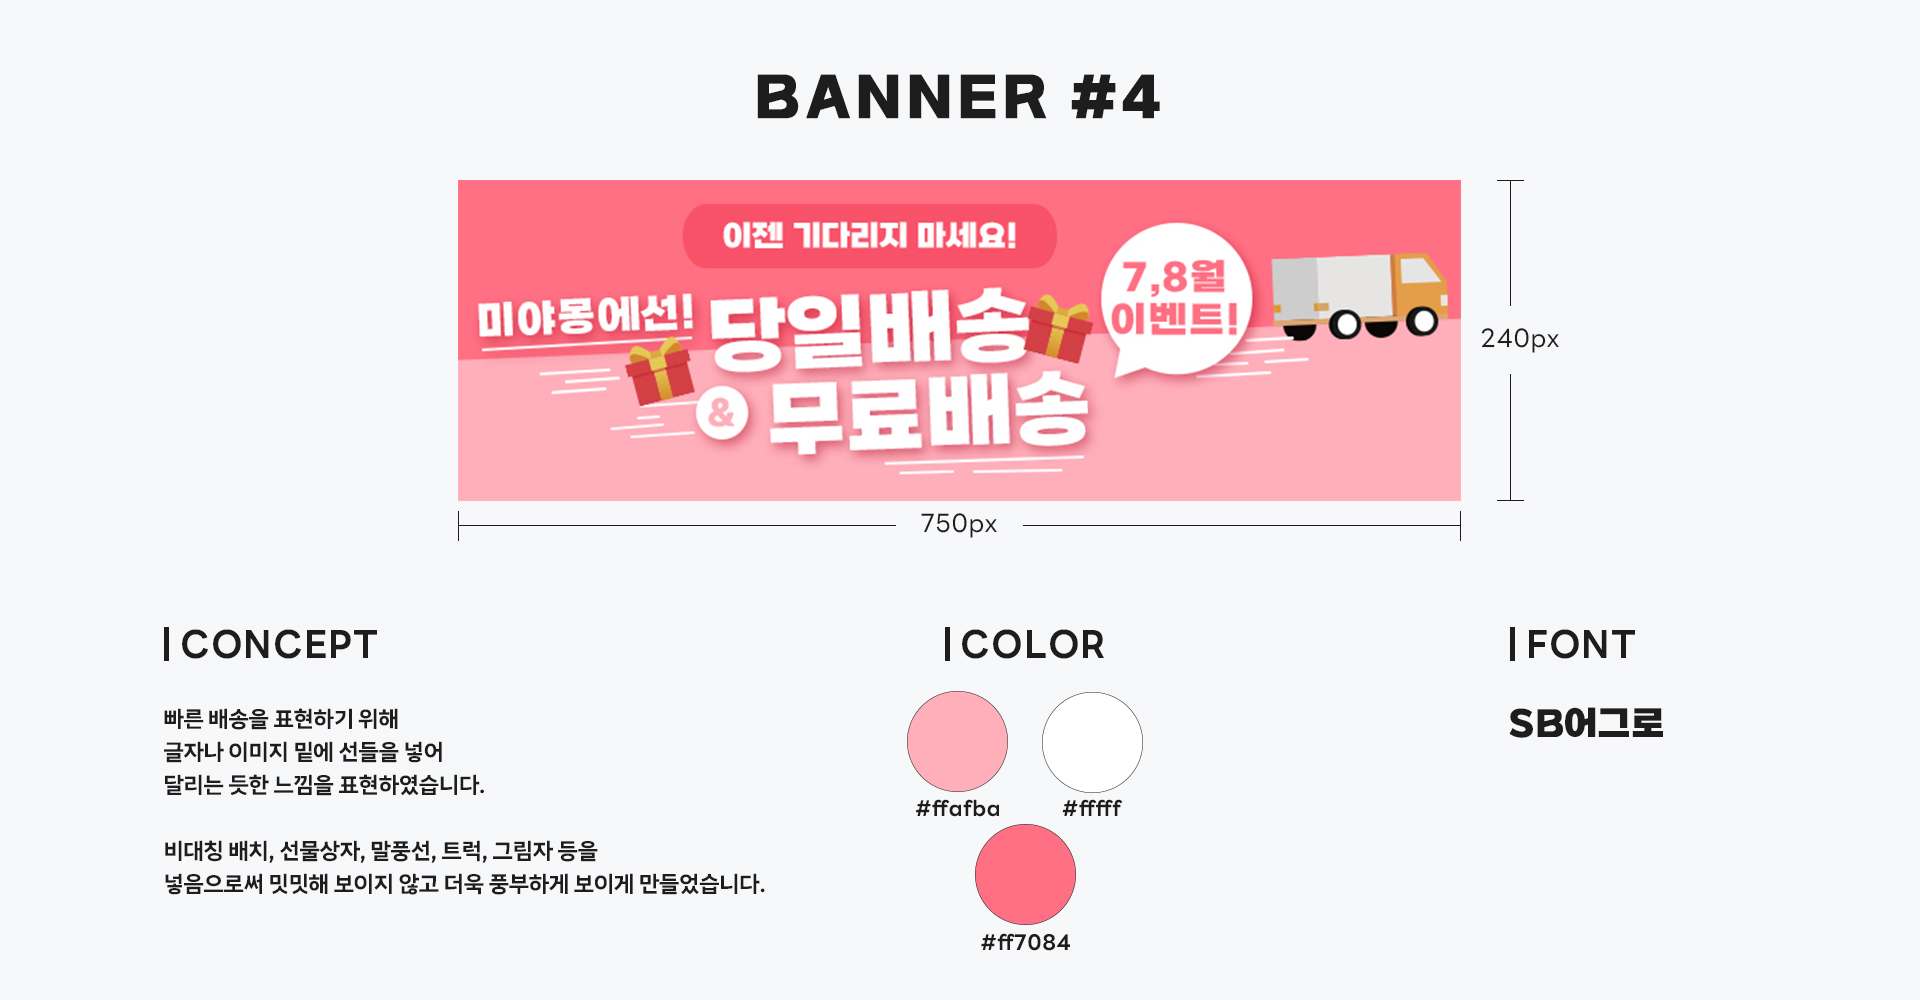 BANNER #4
이젠 기다리지 마세요!
미야몽에선!
당일배송
& 무료배송
7,8월
이벤트!
240px
750px
CONCEPT
빠른 배송을 표현하기 위해
글자나 이미지 밑에 선들을 넣어
달리는 듯한 느낌을 표현하였습니다.
비대칭 배치, 선물상자, 말풍선, 트럭, 그림자 등을
넣음으로써 밋밋해 보이지 않고 더욱 풍부하게 보이게 만들었습니다.
COLOR
#ffafba
#fffff
#ff7084
FONT
SB어그로